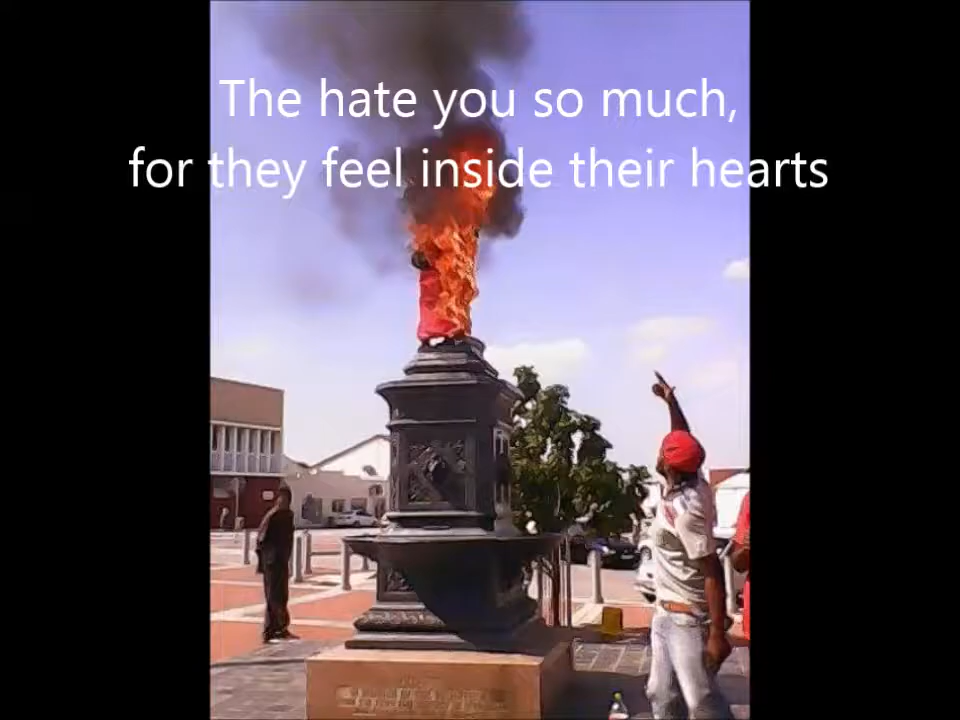 The hate you so much,
for they feel inside their hearts